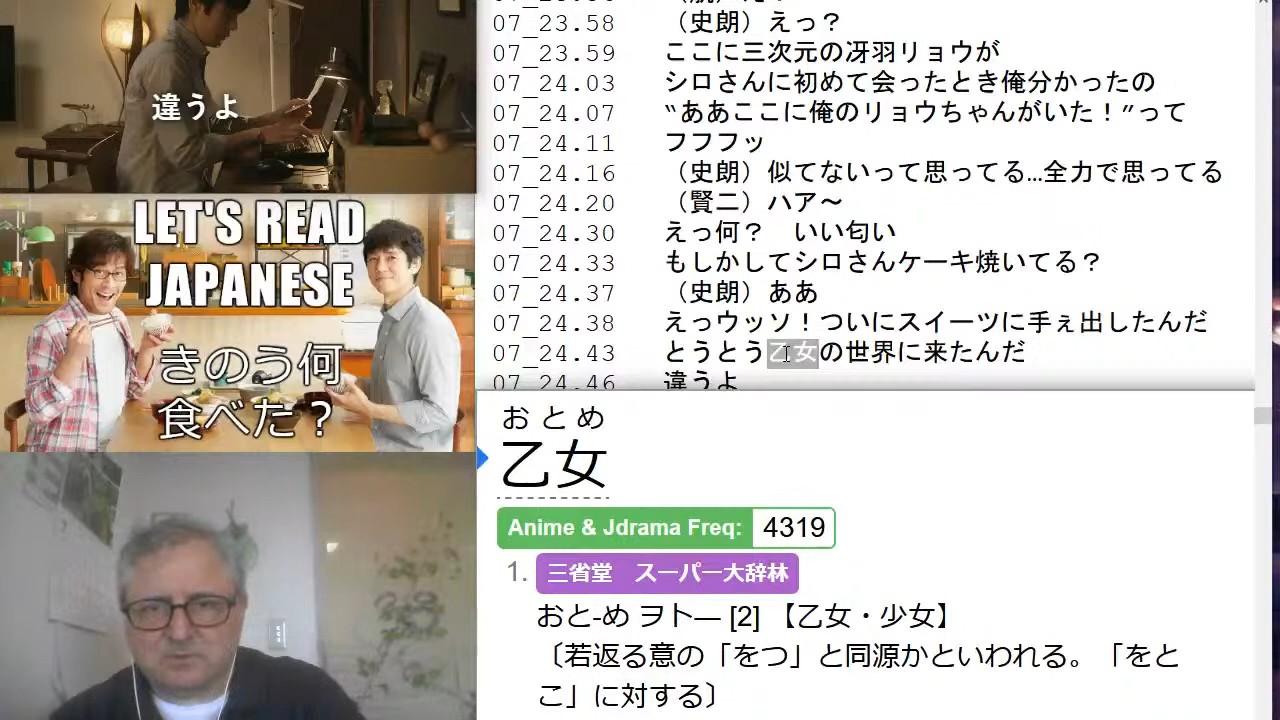 違うよ
LET'S READ
JAPANESE
きのう何
食べた？
07_23.58 （史朗）えっ？
07_23.59 ここに三次元の冴羽リョウが
07_24.03 シロさんに初めて会ったとき俺分かったの
07_24.07 “ああここに俺のリョウちゃんがいた！”って
07_24.11 フフフッ
07_24.16 （史朗）似てないって思ってる…全力で思ってる
07_24.20 （賢二）ハア～
07_24.30 えっ何？　いい匂い
07_24.33 もしかしてシロさんケーキ焼いてる？
07_24.37 （史朗）ああ
07_24.38 えっウッソ！ついにスイーツに手ぇ出したんだ
07_24.43 とうとう乙女の世界に来たんだ
07_24.46 違うよ
おとめ
乙女
Anime & Jdrama Freq: 4319
1. 三省堂　スーパー大辞林
おと-め ヲト― [2] 【乙女・少女】
〔若返る意の「をつ」と同源かといわれる。「をと
こ」に対する〕